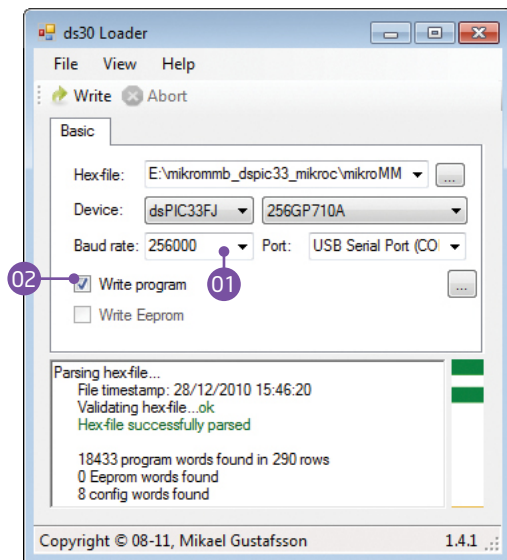 ds30 Loader
File View Help
Write Abort
Basic
Hex-file: E:\mikrommb_dspic33_mikroc\mikroMM ...
Device: dsPIC33FJ 256GP710A
Baud rate: 256000 Port: USB Serial Port (CO
02 Write program 01 ...
Write Eeprom
Parsing hex-file...
File timestamp: 28/12/2010 15:46:20
Validating hex-file...ok
Hex-file successfully parsed
18433 program words found in 290 rows
0 Eeprom words found
8 config words found
Copyright © 08-11, Mikael Gustafsson 1.4.1